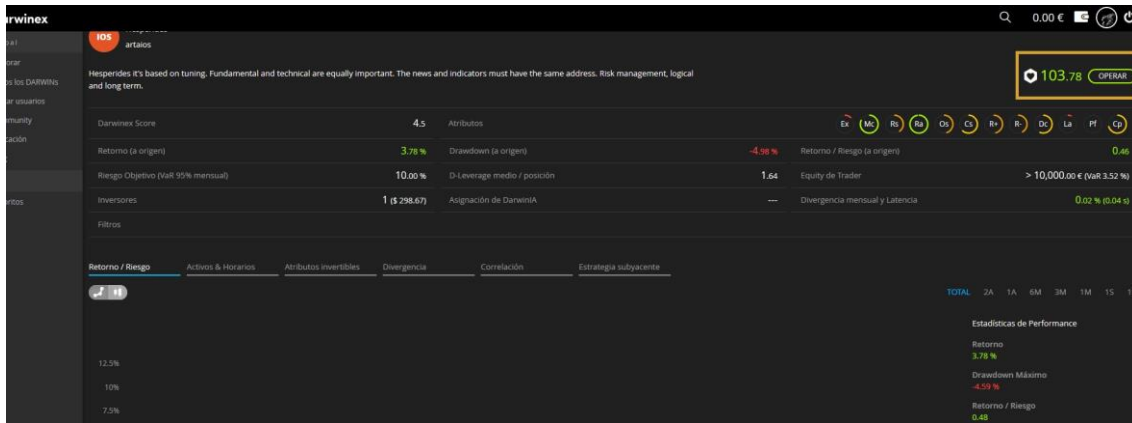 rwinex
0.00 €
IOS
artaios
orar
os los DARWINs
ar usuarios
mmunity
cación
oritos
Hesperides it's based on tuning. Fundamental and technical are equally important. The news and indicators must have the same address. Risk management, logical
and long term.
103.78 OPERAR
Darwinex Score 4.5 Atributos Ex Mc Rs Ra Os Cs R+ R- Dc La Pf Cp
Retorno (a origen) 3.78 % Drawdown (a origen) -4.98 % Retorno / Riesgo (a origen) 0.46
Riesgo Objetivo (VaR 95% mensual) 10.00 % D-Leverage medio / posición 1.64 Equity de Trader > 10,000.00 € (VaR 3.52 %)
Inversores 1 ($ 298.67) Asignación de DarwinIA --- Divergencia mensual y Latencia 0.02 % (0.04 s)
Filtros
Retorno / Riesgo Activos & Horarios Atributos invertibles Divergencia Correlación Estrategia subyacente
TOTAL 2A 1A 6M 3M 1M 1S 1
Estadísticas de Performance
Retorno
3.78 %
Drawdown Máximo
-4.59 %
Retorno / Riesgo
0.48
12.5%
10%
7.5%